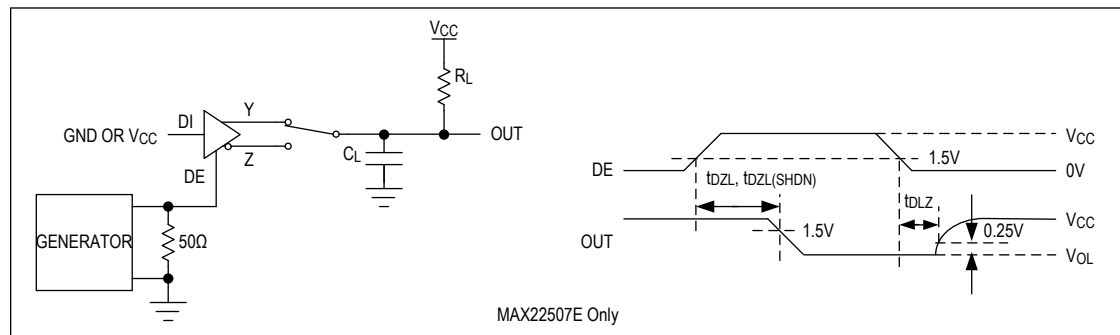 VCC
RL
Y
DI
GND OR VCC
Z
DE
CL
OUT
GENERATOR
50Ω
VCC
1.5V
DE
0V
tDZL, tDZL(SHDN)
tDLZ
VCC
0.25V
OUT
1.5V
VOL
MAX22507E Only